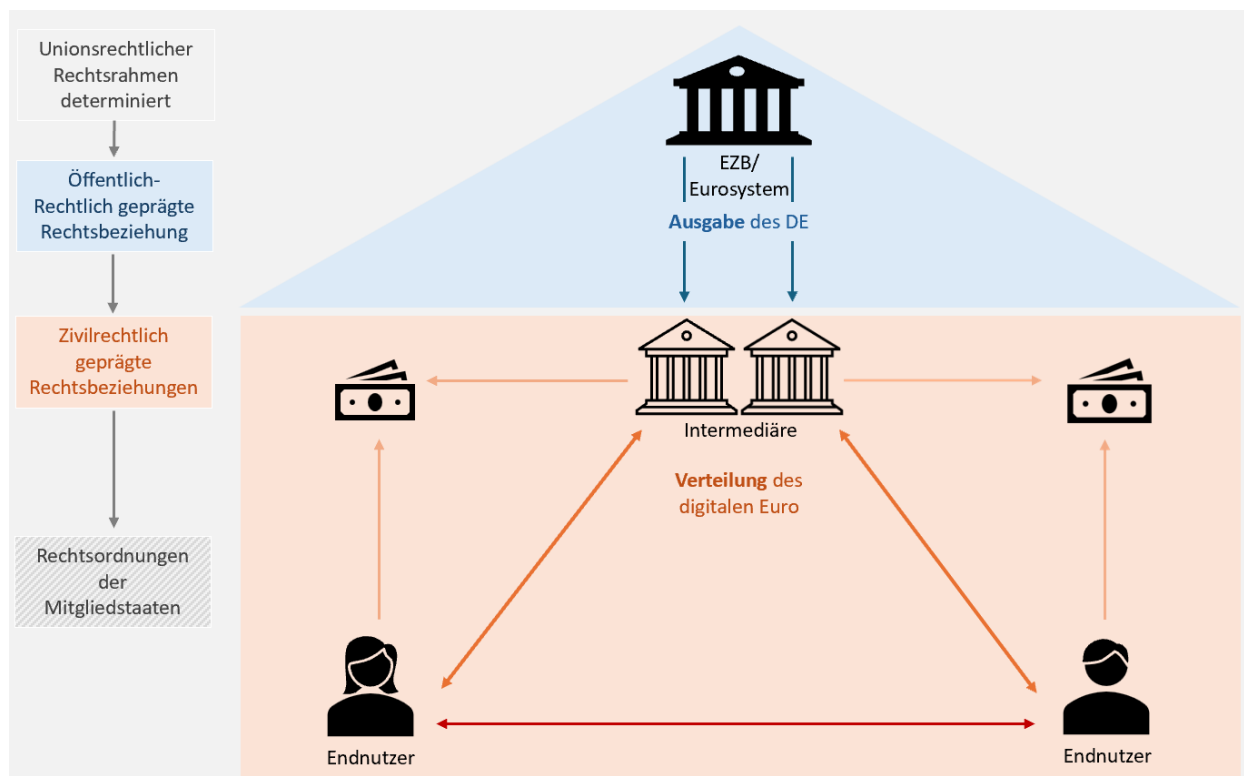 Unionsrechtlicher
Rechtsrahmen
determiniert
Öffentlich-
Rechtlich geprägte
Rechtsbeziehung
Zivilrechtlich
geprägte
Rechtsbeziehungen
Rechtsordnungen
der
Mitgliedstaaten
EZB/
Eurosystem
Ausgabe des DE
Intermediäre
Verteilung des
digitalen Euro
Endnutzer
Endnutzer